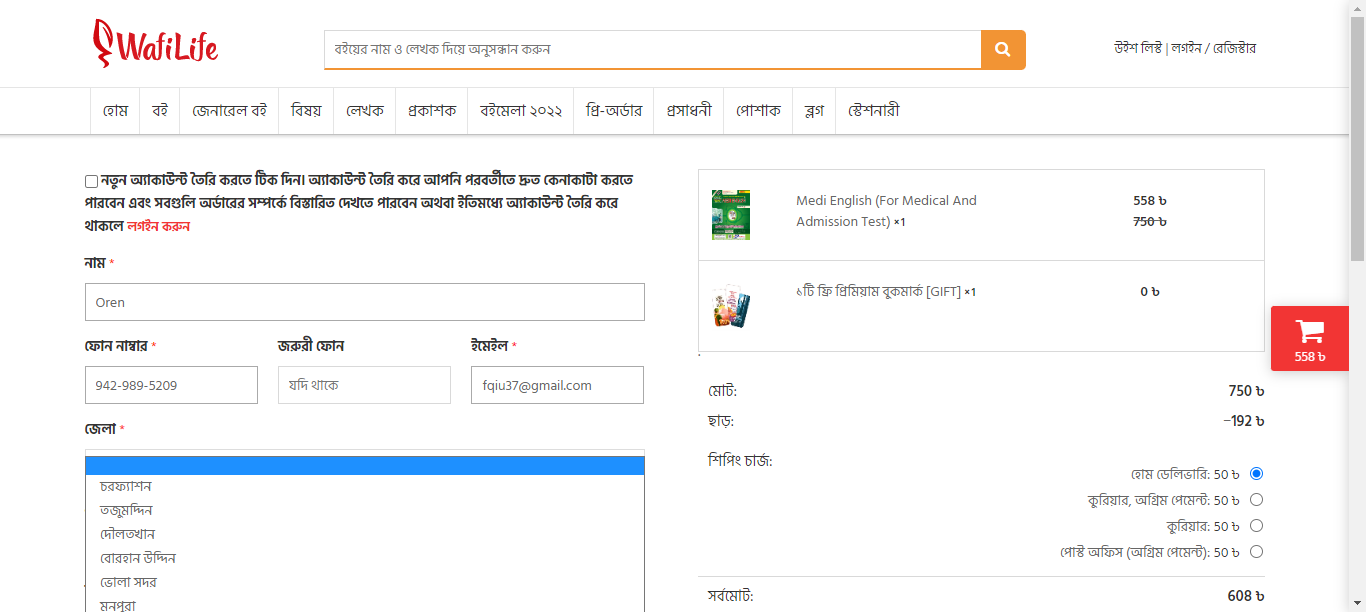 WafiLife
বইয়ের নাম ও লেখক দিয়ে অনুসন্ধান করুন
উইশ লিস্ট | লগইন / রেজিস্টার
হোম বই জেনারেল বই বিষয় লেখক প্রকাশক বইমেলা ২০২২ প্রি-অর্ডার প্রসাধনী পোশাক ব্লগ স্টেশনারী
নতুন অ্যাকাউন্ট তৈরি করতে টিক দিন। অ্যাকাউন্ট তৈরি করে আপনি পরবর্তীতে দ্রুত কেনাকাটা করতে
পারবেন এবং সবগুলি অর্ডারের সম্পর্কে বিস্তারিত দেখতে পারবেন অথবা ইতিমধ্যে অ্যাকাউন্ট তৈরি করে
থাকলে লগইন করুন
নাম *
Oren
ফোন নাম্বার * জরুরী ফোন ইমেইল *
942-989-5209 যদি থাকে fqiu37@gmail.com
জেলা *
চরফ্যাশন
তজুমদ্দিন
দৌলতখান
বোরহান উদ্দিন
ভোলা সদর
মনপুরা
Medi English (For Medical And 558 ৳
Admission Test) ×1 750 ৳
১টি ফ্রি প্রিমিয়াম বুকমার্ক [GIFT] ×1 0 ৳
558 ৳
মোট: 750 ৳
ছাড়: -192 ৳
শিপিং চার্জ:
হোম ডেলিভারি: 50 ৳
কুরিয়ার, অগ্রিম পেমেন্ট: 50 ৳
কুরিয়ার: 50 ৳
পোস্ট অফিস (অগ্রিম পেমেন্ট): 50 ৳
সর্বমোট: 608 ৳